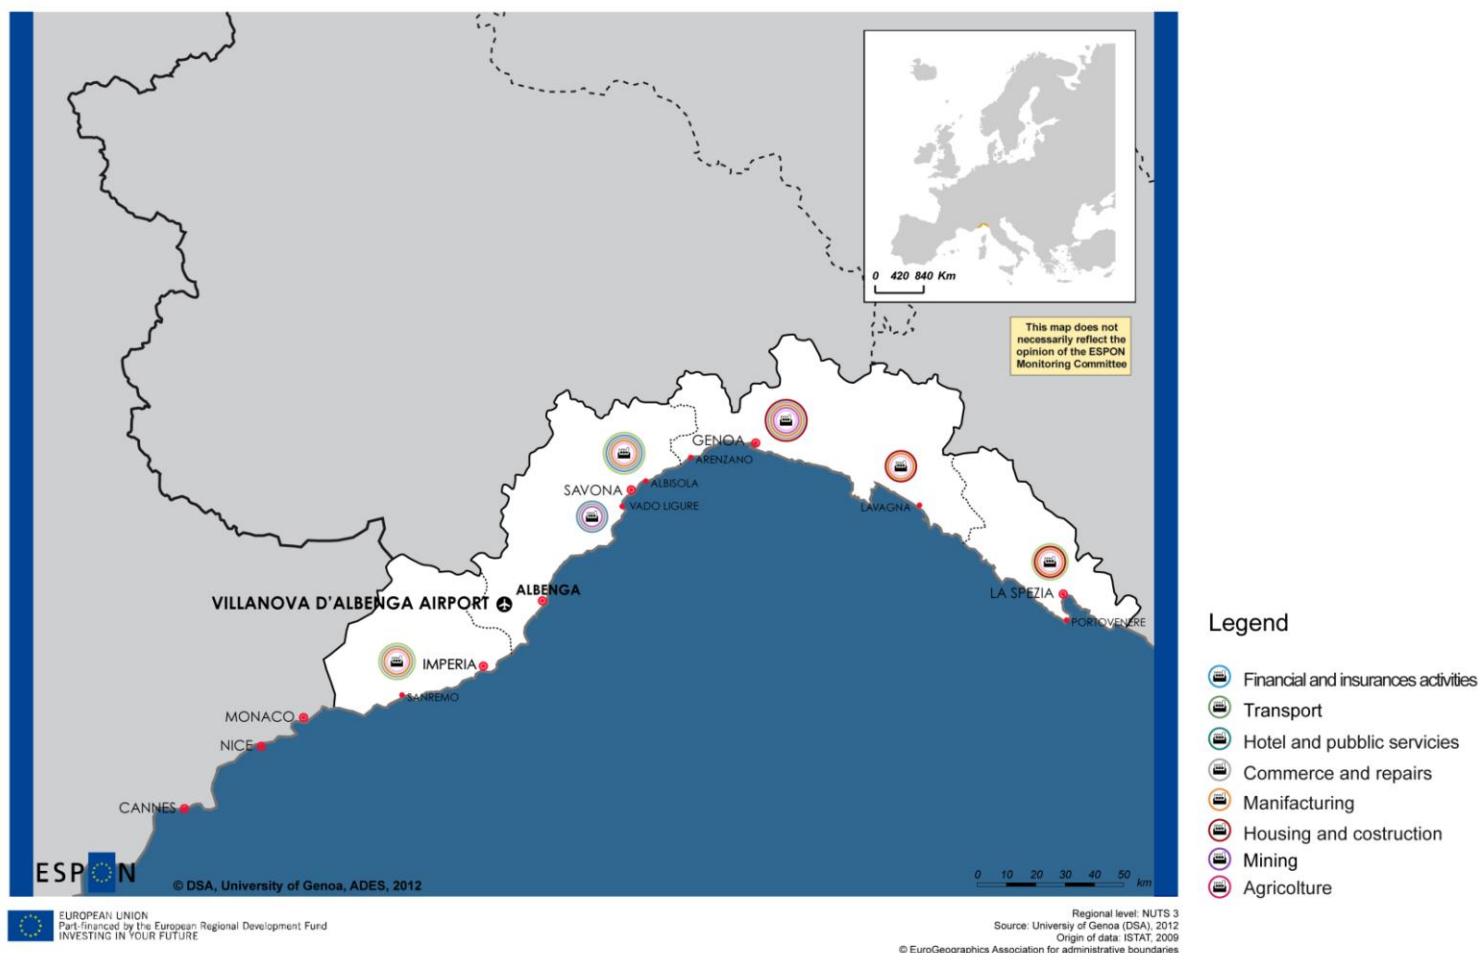 0 420 840 Km
This map does not
necessarily reflect the
opinion of the ESPON
Monitoring Committee
GENOA
ARENZANO
ALBISOLA
SAVONA
VADO LIGURE
LAVAGNA
ALBENGA
VILLANOVA D'ALBENGA AIRPORT
LA SPEZIA
PORTOVENERE
IMPERIA
SANREMO
MONACO
NICE
CANNES
Legend
Financial and insurances activities
Transport
Hotel and pubblic servicies
Commerce and repairs
Manifacturing
Housing and costruction
Mining
Agricolture
ESPON
© DSA, University of Genoa, ADES, 2012
0 10 20 30 40 50
km
EUROPEAN UNION
Part-financed by the European Regional Development Fund
INVESTING IN YOUR FUTURE
Regional level: NUTS 3
Source: Universiy of Genoa (DSA), 2012
Origin of data: ISTAT, 2009
© EuroGeographics Association for administrative boundaries